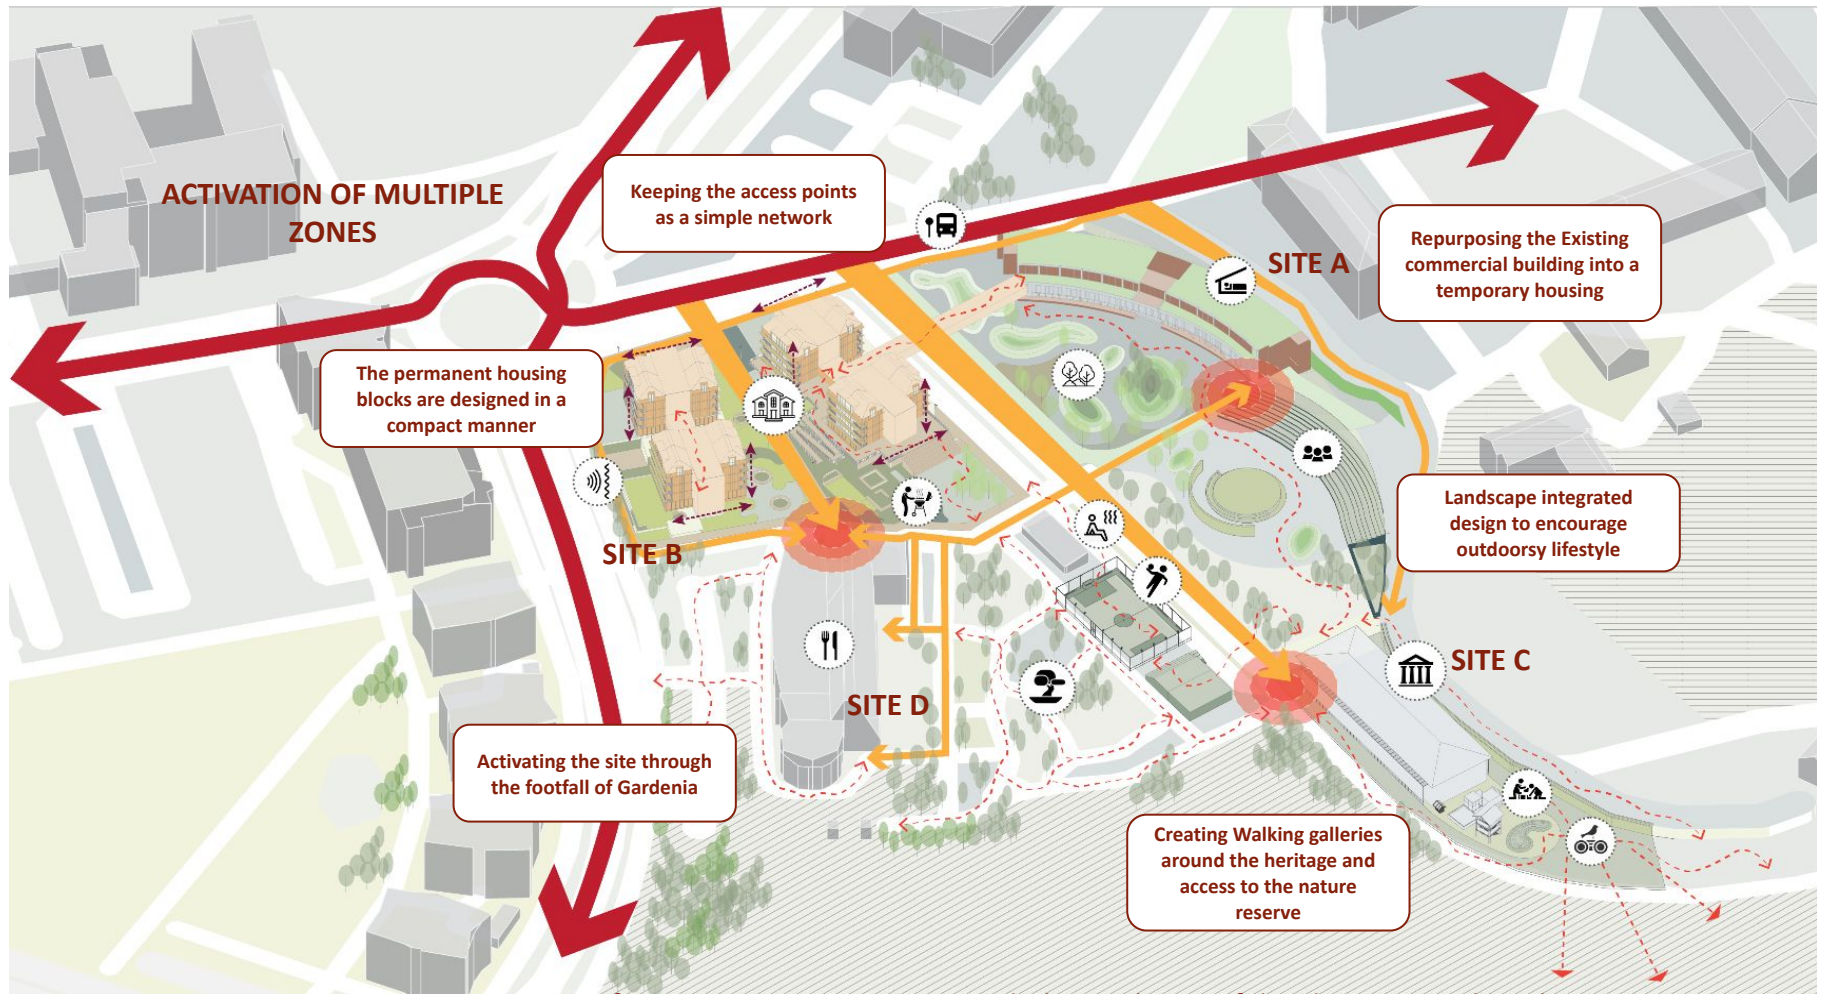 ACTIVATION OF MULTIPLE
ZONES
Keeping the access points
as a simple network
SITE A
Repurposing the Existing
commercial building into a
temporary housing
The permanent housing
blocks are designed in a
compact manner
Landscape integrated
design to encourage
outdoorsy lifestyle
SITE B
SITE C
SITE D
Activating the site through
the footfall of Gardenia
Creating Walking galleries
around the heritage and
access to the nature
reserve